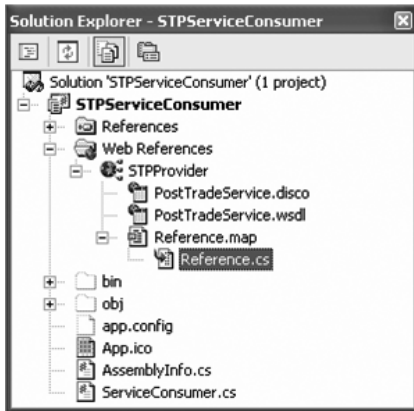 Solution Explorer - STPServiceConsumer
Solution 'STPServiceConsumer' (1 project)
STPServiceConsumer
References
Web References
STPProvider
PostTradeService.disco
PostTradeService.wsdl
Reference.map
Reference.cs
bin
obj
app.config
App.ico
AssemblyInfo.cs
ServiceConsumer.cs